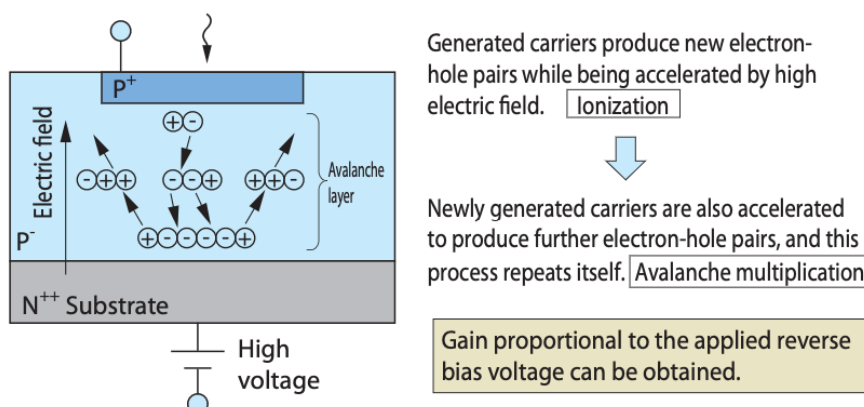 P+
Electric field
Avalanche
layer
P-
N++ Substrate
High
voltage
Generated carriers produce new electron-
hole pairs while being accelerated by high
electric field. Ionization
Newly generated carriers are also accelerated
to produce further electron-hole pairs, and this
process repeats itself. Avalanche multiplication
Gain proportional to the applied reverse
bias voltage can be obtained.